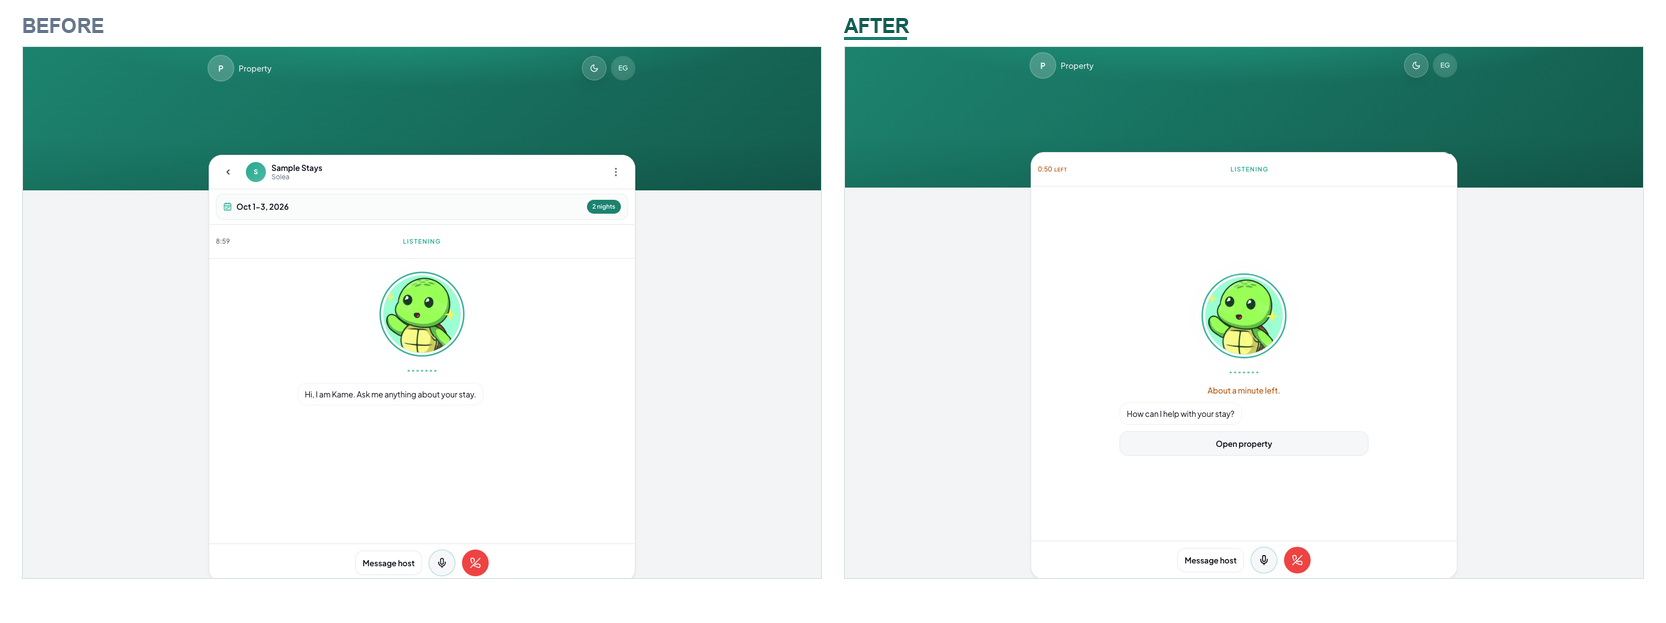 BEFORE
P Property EG
S Sample Stays
Solea
Oct 1–3, 2026 2 nights
8:59 LISTENING
Hi, I am Kame. Ask me anything about your stay.
Message host
AFTER
P Property EG
0:50 LEFT LISTENING
About a minute left.
How can I help with your stay?
Open property
Message host